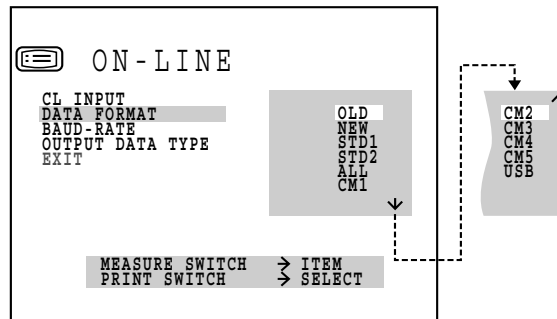 ON-LINE
CL INPUT
DATA FORMAT
BAUD-RATE
OUTPUT DATA TYPE
EXIT
OLD
NEW
STD1
STD2
ALL
CM1
CM2
CM3
CM4
CM5
USB
MEASURE SWITCH → ITEM
PRINT SWITCH → SELECT